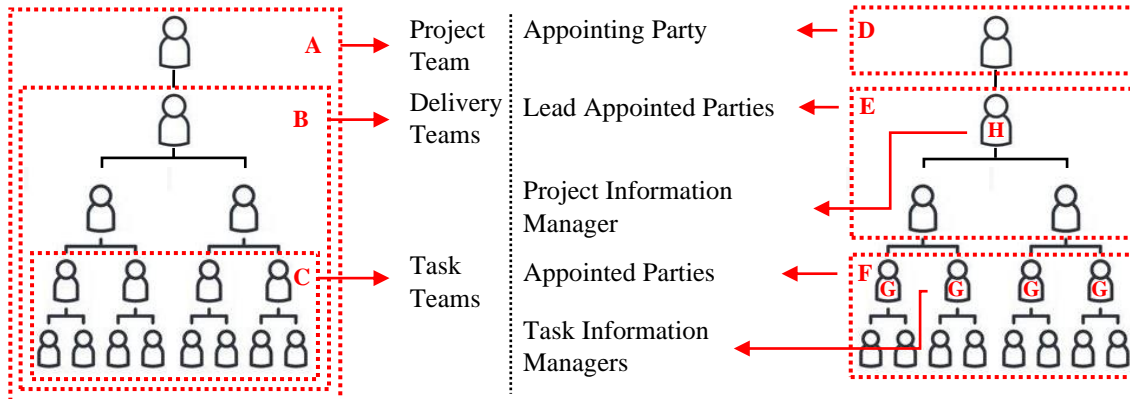 A
Project
Team
Appointing Party
D
B
Delivery
Teams
Lead Appointed Parties
E
H
Project Information
Manager
C
Task
Teams
Appointed Parties
F
G G G G
Task Information
Managers